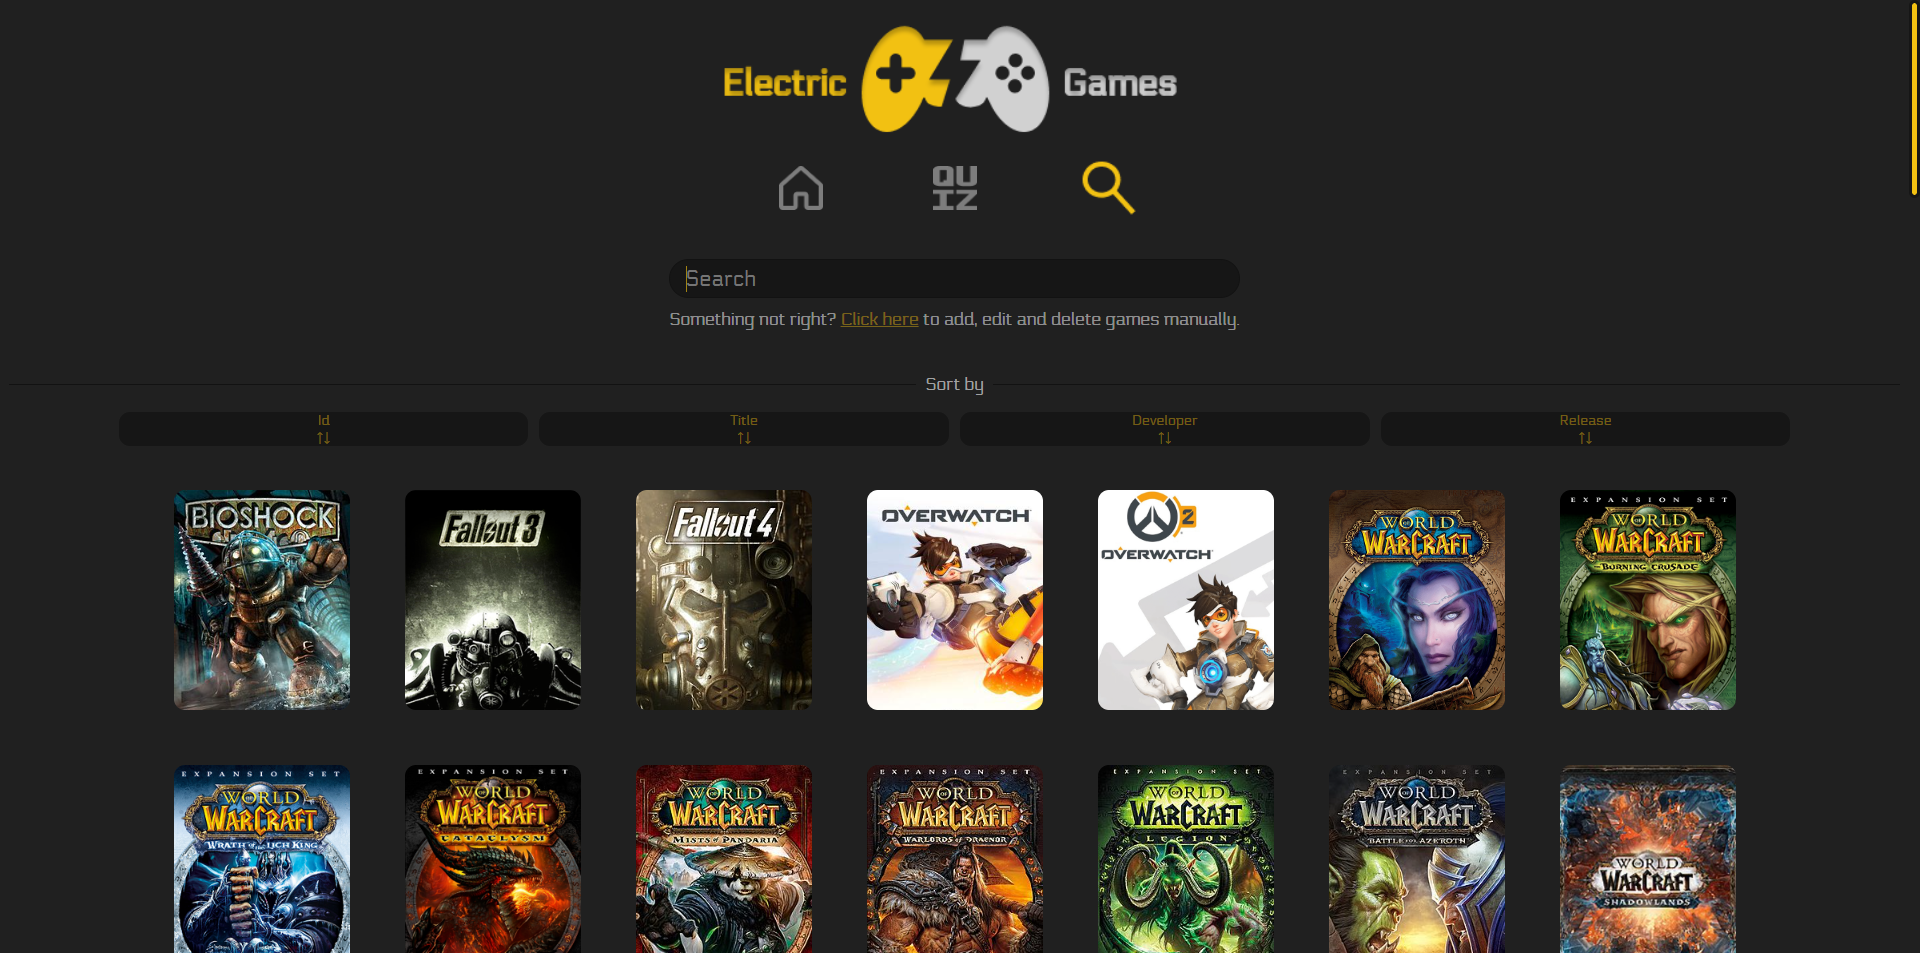 Electric Games
QU
IZ
Search
Something not right? Click here to add, edit and delete games manually.
Sort by
Id Title Developer Release
↑↓ ↑↓ ↑↓ ↑↓
BIOSHOCK
Fallout 3
Fallout 4
OVERWATCH
2
OVERWATCH
WORLD
OF
WARCRAFT
EXPANSION SET
WORLD
OF
WARCRAFT
BURNING CRUSADE
EXPANSION SET
WORLD
OF
WARCRAFT
WRATH of the LICH KING
EXPANSION SET
WORLD
OF
WARCRAFT
CATACLYSM
WORLD
OF
WARCRAFT
MISTS of PANDARIA
EXPANSION SET
WORLD
OF
WARCRAFT
WARLORDS of DRAENOR
EXPANSION SET
WORLD
OF
WARCRAFT
LEGION
EXPANSION SET
WORLD
OF
WARCRAFT
BATTLE FOR AZEROTH
WORLD
OF
WARCRAFT
SHADOWLANDS